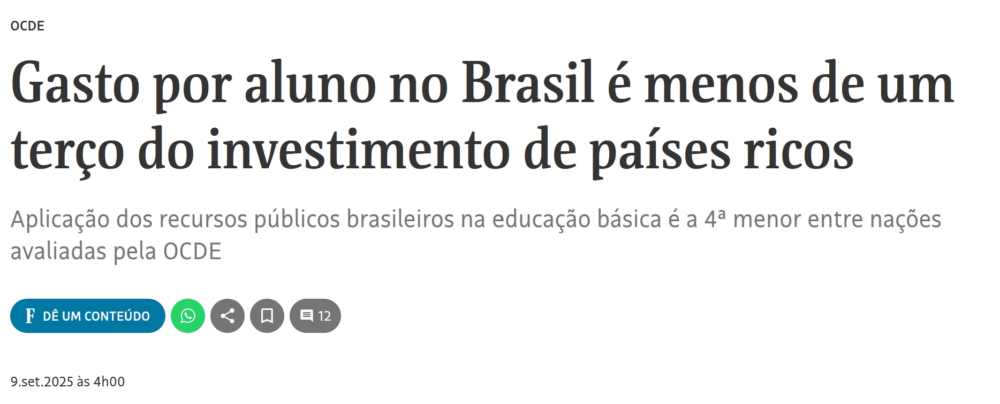 OCDE
Gasto por aluno no Brasil é menos de um
terço do investimento de países ricos
Aplicação dos recursos públicos brasileiros na educação básica é a 4ª menor entre nações
avaliadas pela OCDE
F DÊ UM CONTEÚDO 12
9.set.2025 às 4h00